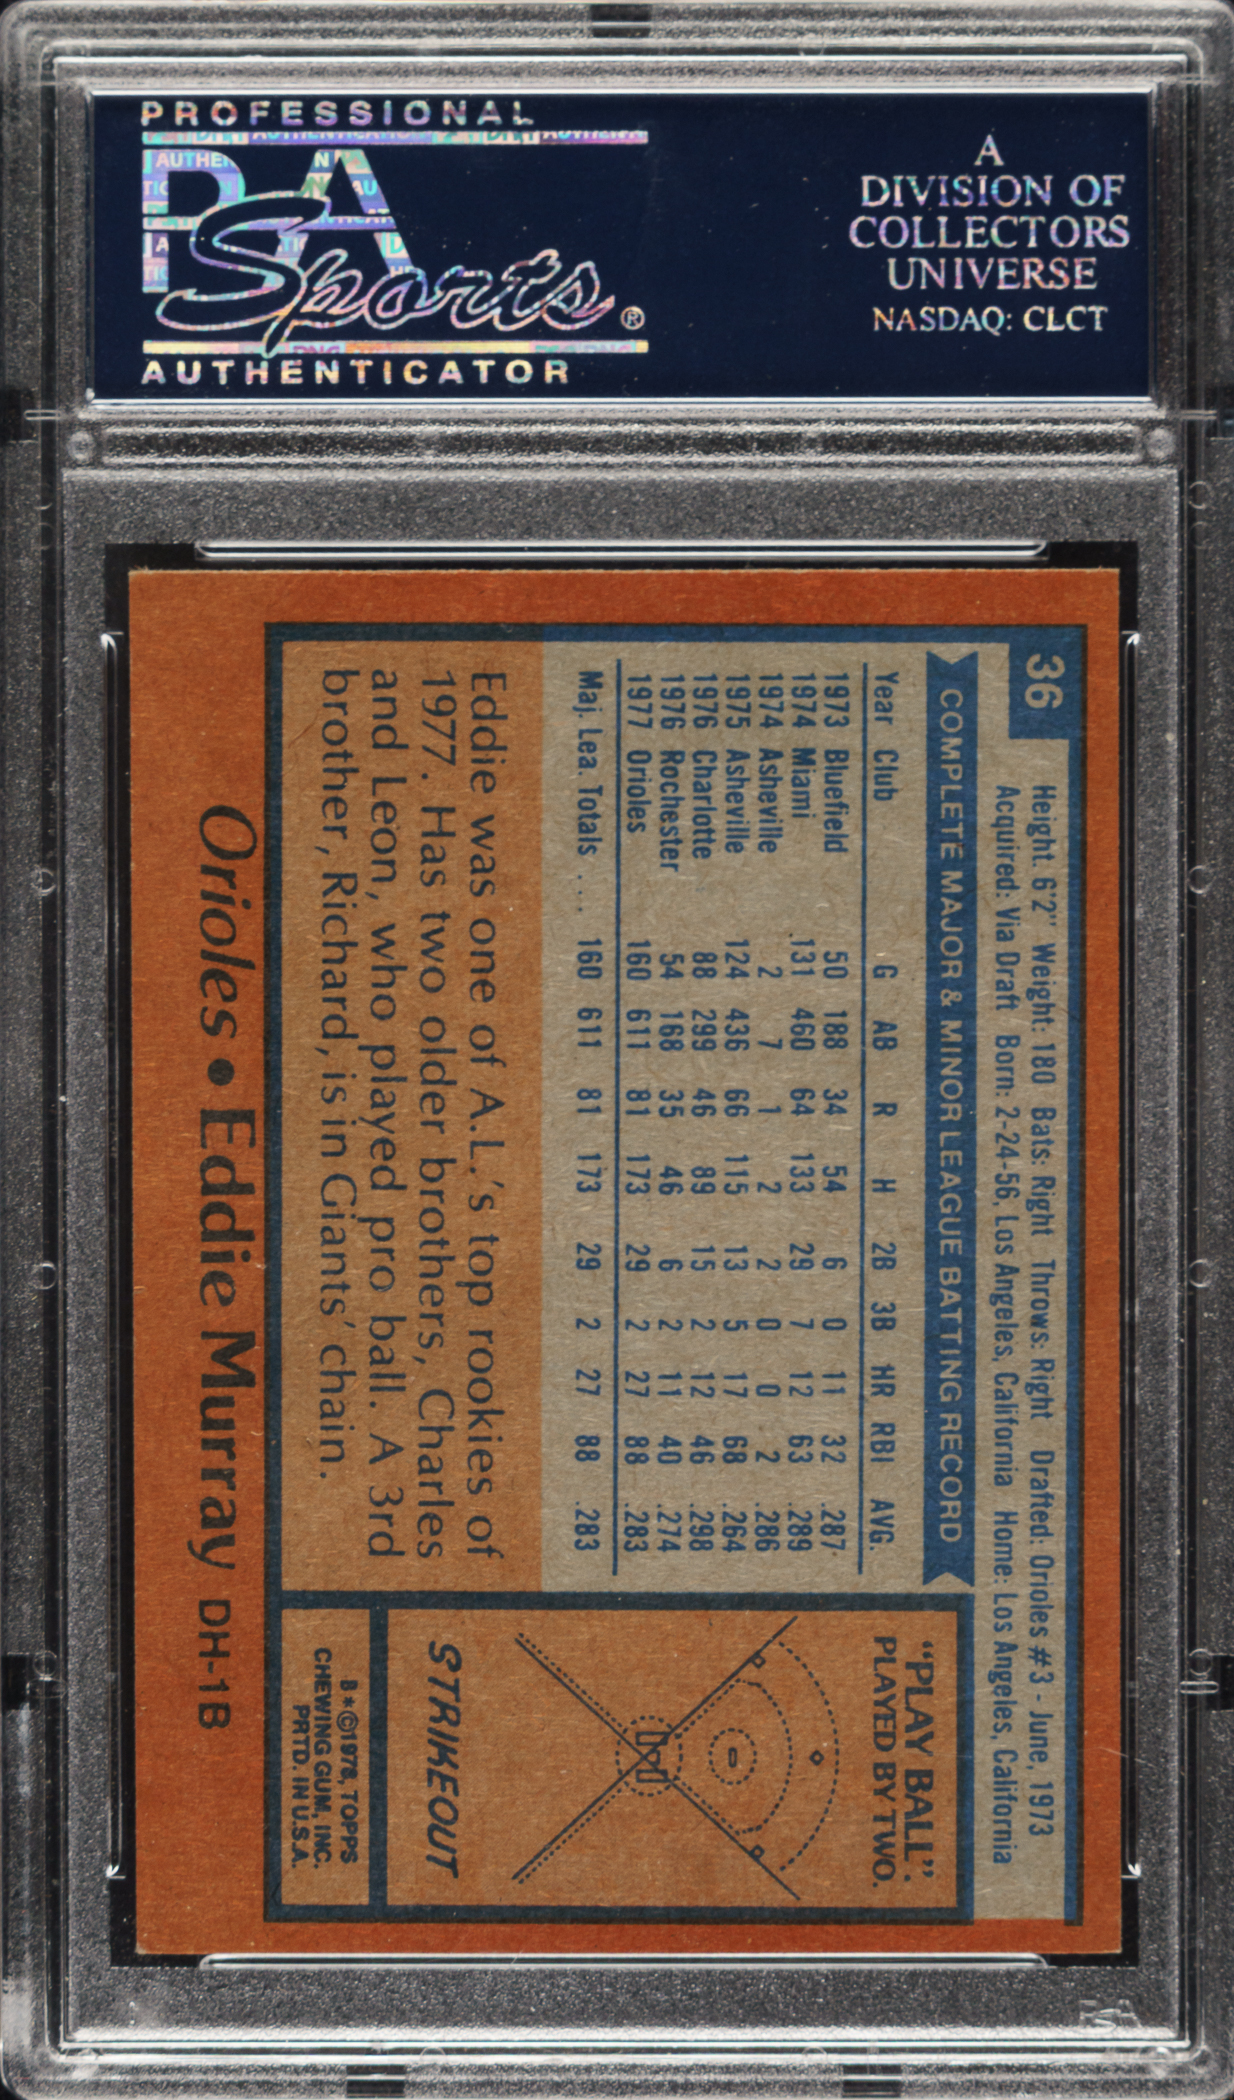 PROFESSIONAL
PSA
Sports®
AUTHENTICATOR
A
DIVISION OF
COLLECTORS
UNIVERSE
NASDAQ: CLCT
36
Height: 6'2" Weight: 180 Bats: Right Throws: Right Drafted: Orioles #3 - June, 1973
Acquired: Via Draft Born: 2-24-56, Los Angeles, California Home: Los Angeles, California
COMPLETE MAJOR & MINOR LEAGUE BATTING RECORD
Year Club G AB R H 2B 3B HR RBI AVG.
1973 Bluefield 50 188 34 54 6 0 11 32 .287
1974 Miami 131 460 64 133 29 7 12 63 .289
1974 Asheville 2 7 1 2 2 0 0 2 .286
1975 Asheville 124 436 66 115 13 5 17 68 .264
1976 Charlotte 88 299 46 89 15 2 12 46 .298
1976 Rochester 54 168 35 46 6 2 11 40 .274
1977 Orioles 160 611 81 173 29 2 27 88 .283
Maj. Lea. Totals .... 160 611 81 173 29 2 27 88 .283
Eddie was one of A.L.'s top rookies of
1977. Has two older brothers, Charles
and Leon, who played pro ball. A 3rd
brother, Richard, is in Giants' chain.
"PLAY BALL"
PLAYED BY TWO.
STRIKEOUT
B*©1978, TOPPS
CHEWING GUM, INC.
PRTD. IN U.S.A.
Orioles • Eddie Murray DH-1B
PSA